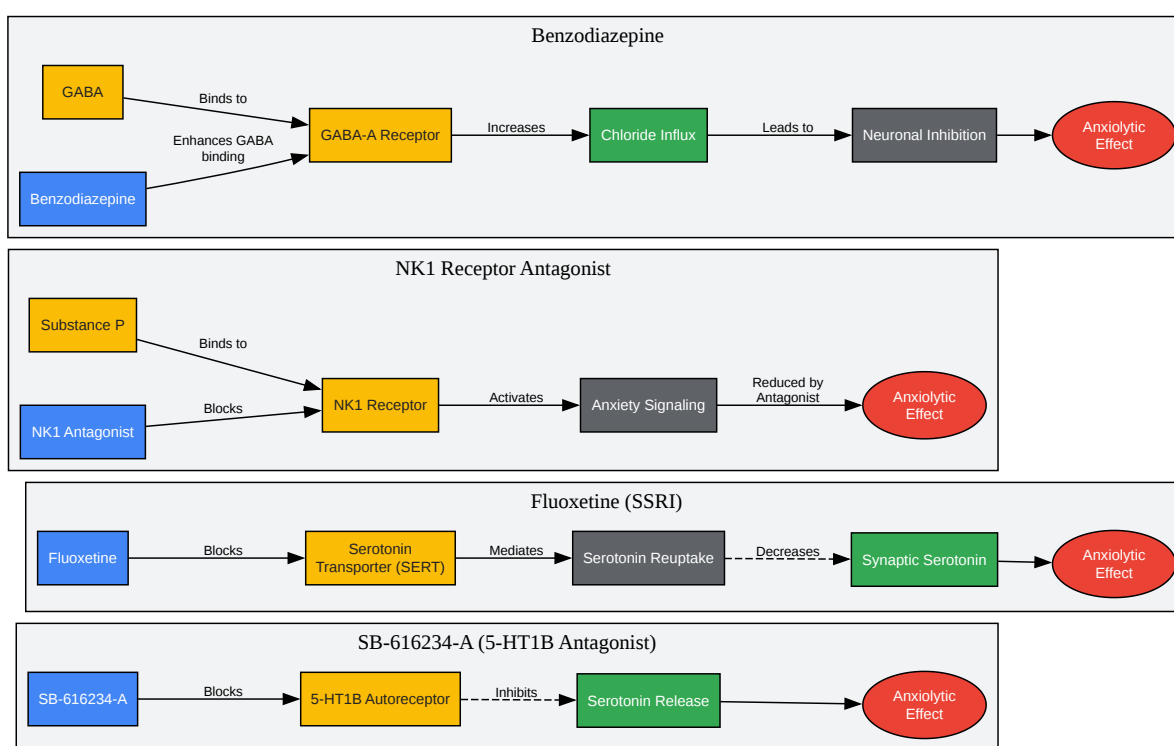 Benzodiazepine
GABA
Binds to
Enhances GABA
binding
Benzodiazepine
GABA-A Receptor
Increases
Chloride Influx
Leads to
Neuronal Inhibition
Anxiolytic
Effect
NK1 Receptor Antagonist
Substance P
Binds to
NK1 Antagonist
Blocks
NK1 Receptor
Activates
Anxiety Signaling
Reduced by
Antagonist
Anxiolytic
Effect
Fluoxetine (SSRI)
Fluoxetine
Blocks
Serotonin
Transporter (SERT)
Mediates
Serotonin Reuptake
Decreases
Synaptic Serotonin
Anxiolytic
Effect
SB-616234-A (5-HT1B Antagonist)
SB-616234-A
Blocks
5-HT1B Autoreceptor
Inhibits
Serotonin Release
Anxiolytic
Effect